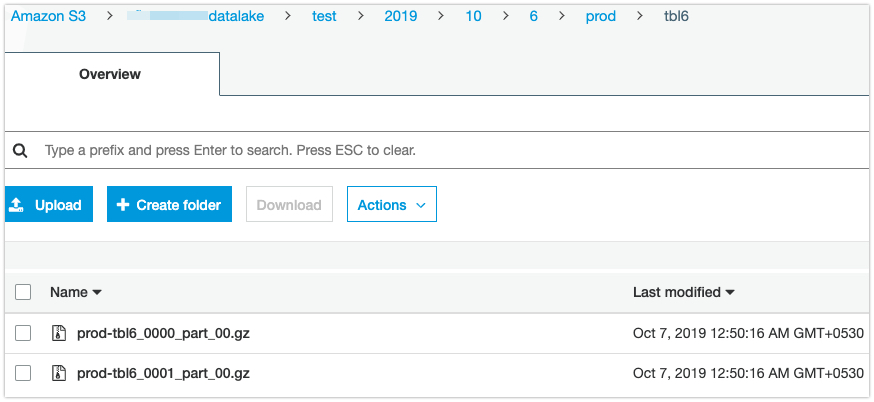 Amazon S3 > datalake > test > 2019 > 10 > 6 > prod > tbl6
Overview
Type a prefix and press Enter to search. Press ESC to clear.
Upload + Create folder Download Actions
Name Last modified
prod-tbl6_0000_part_00.gz Oct 7, 2019 12:50:16 AM GMT+0530
prod-tbl6_0001_part_00.gz Oct 7, 2019 12:50:16 AM GMT+0530